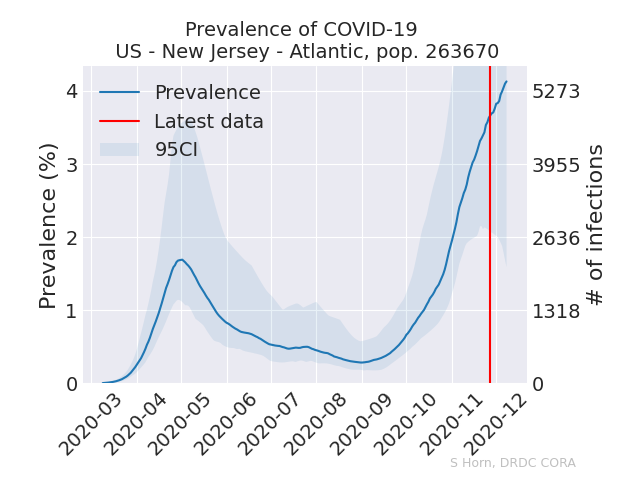 Prevalence of COVID-19
US - New Jersey - Atlantic, pop. 263670
Prevalence
Latest data
95CI
Prevalence (%)
4
3
2
1
0
5273
3955
2636
1318
0
# of infections
2020-03
2020-04
2020-05
2020-06
2020-07
2020-08
2020-09
2020-10
2020-11
2020-12
S Horn, DRDC CORA